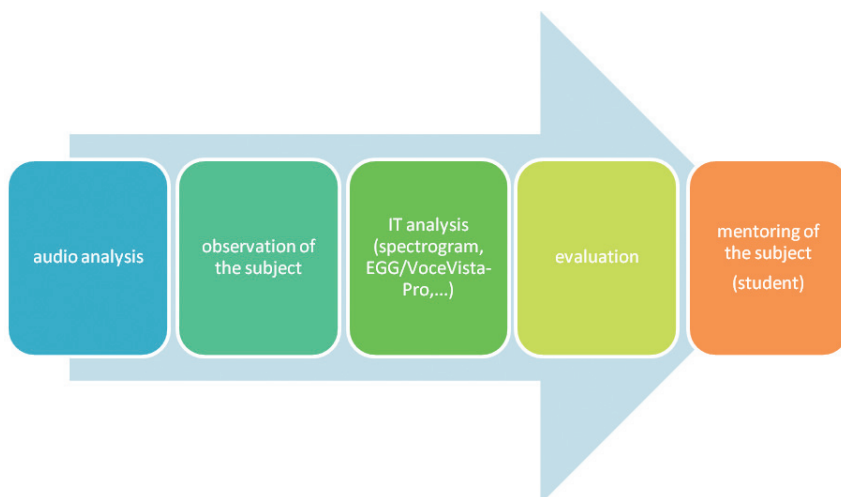 audio analysis
observation of
the subject
IT analysis
(spectrogram,
EGG/VoceVista-
Pro,...)
evaluation
mentoring of
the subject
(student)